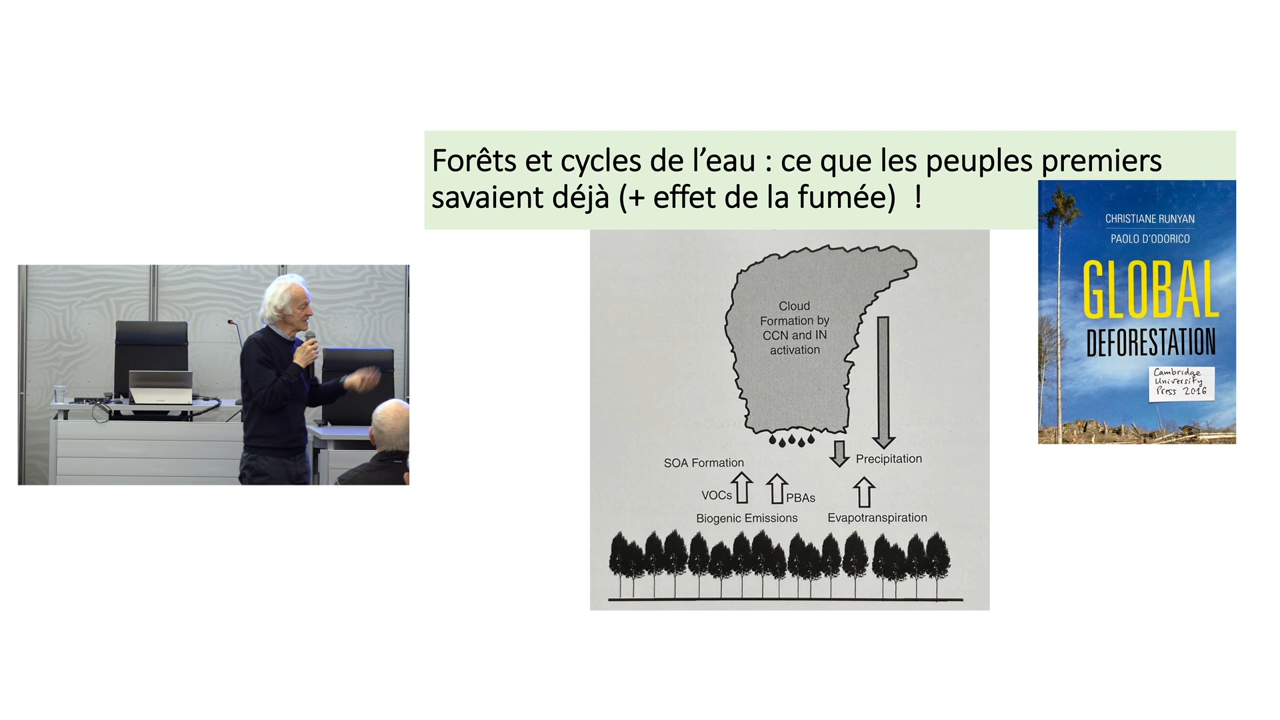 Forêts et cycles de l’eau : ce que les peuples premiers
savaient déjà (+ effet de la fumée)  !
CHRISTIANE RUNYAN
PAOLO D'ODORICO
GLOBAL
DEFORESTATION
Cambridge
University
Press 2016
Cloud
Formation by
CCN and IN
activation
SOA Formation
Precipitation
VOCs
PBAs
Biogenic Emissions
Evapotranspiration